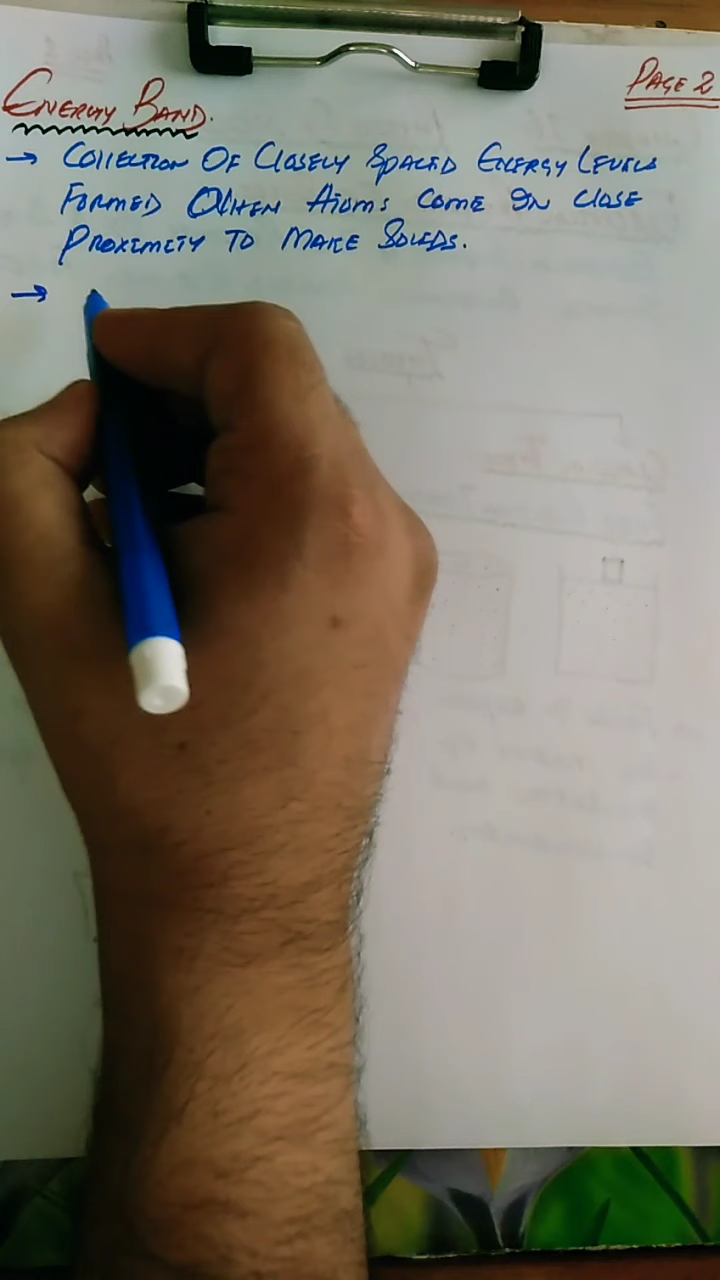 PAGE 2
ENERGY BAND.
→ COLLECTION OF CLOSELY SPACED ENERGY LEVELS
FORMED WHEN ATOMS COME IN CLOSE
PROXIMITY TO MAKE SOLIDS.
→